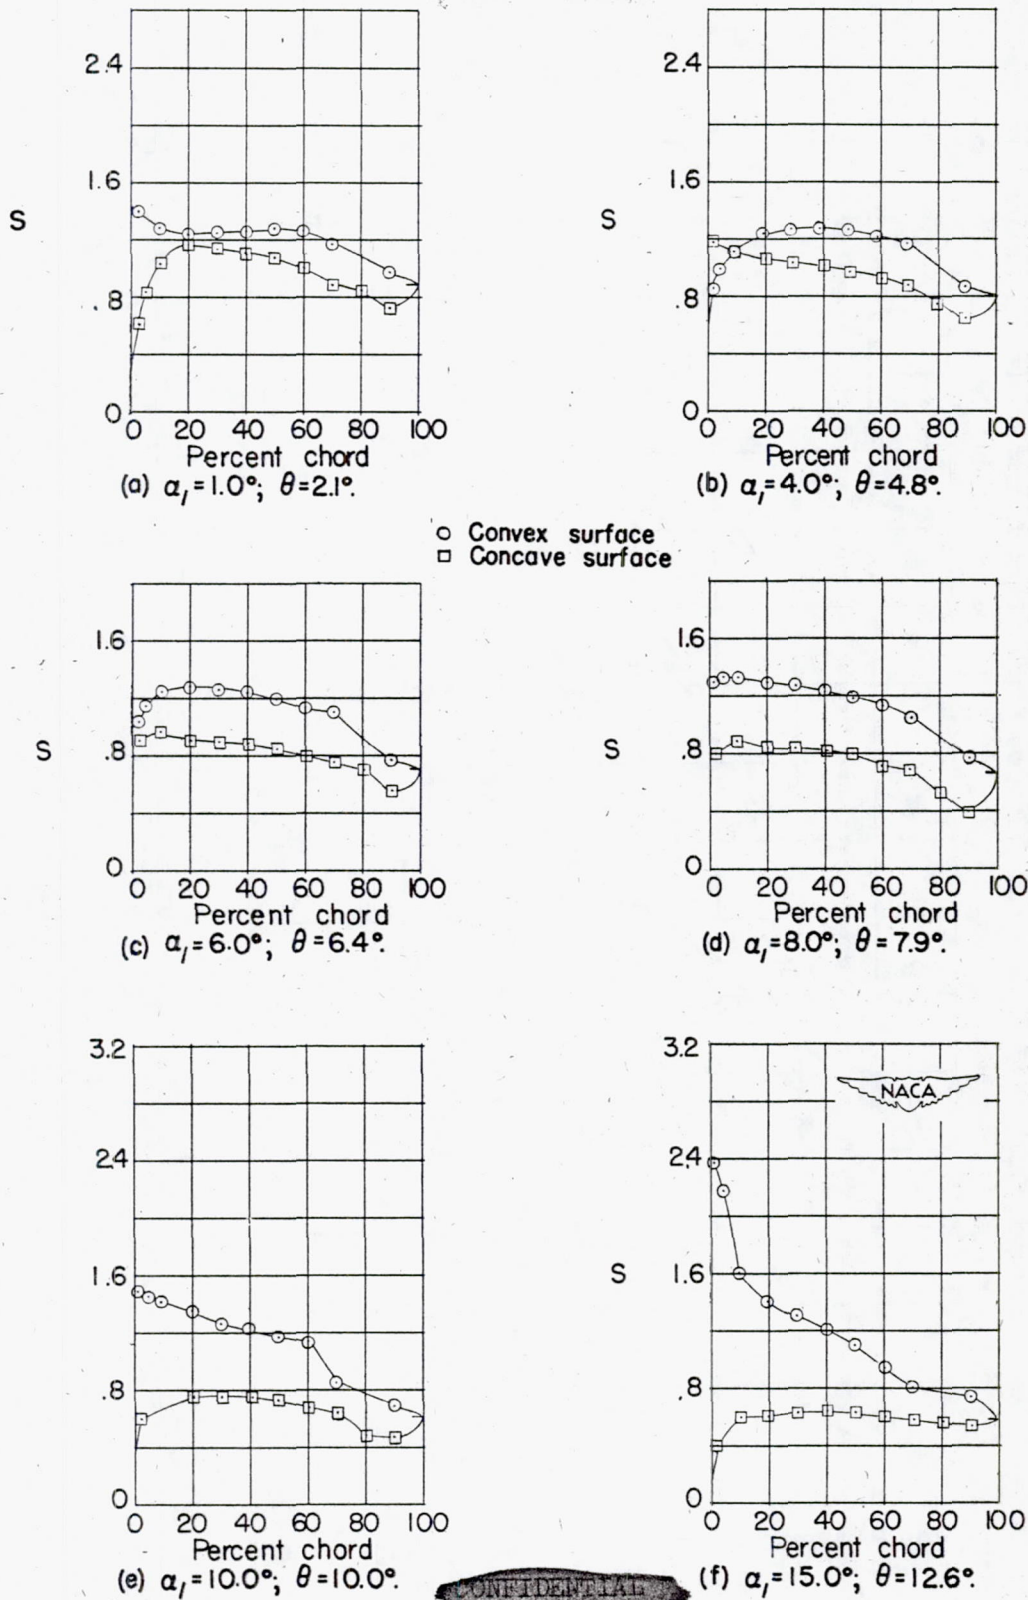 2.4
1.6
S
.8
0
0 20 40 60 80 100
Percent chord
(a) α₁=1.0°; θ=2.1°.
2.4
1.6
S
.8
0
0 20 40 60 80 100
Percent chord
(b) α₁=4.0°; θ=4.8°.
Convex surface
Concave surface
1.6
S
.8
0
0 20 40 60 80 100
Percent chord
(c) α₁=6.0°; θ=6.4°.
1.6
S
.8
0
0 20 40 60 80 100
Percent chord
(d) α₁=8.0°; θ=7.9°.
3.2
2.4
1.6
.8
0
0 20 40 60 80 100
Percent chord
(e) α₁=10.0°; θ=10.0°.
3.2
NACA
2.4
S
1.6
.8
0
0 20 40 60 80 100
Percent chord
(f) α₁=15.0°; θ=12.6°.
CONFIDENTIAL